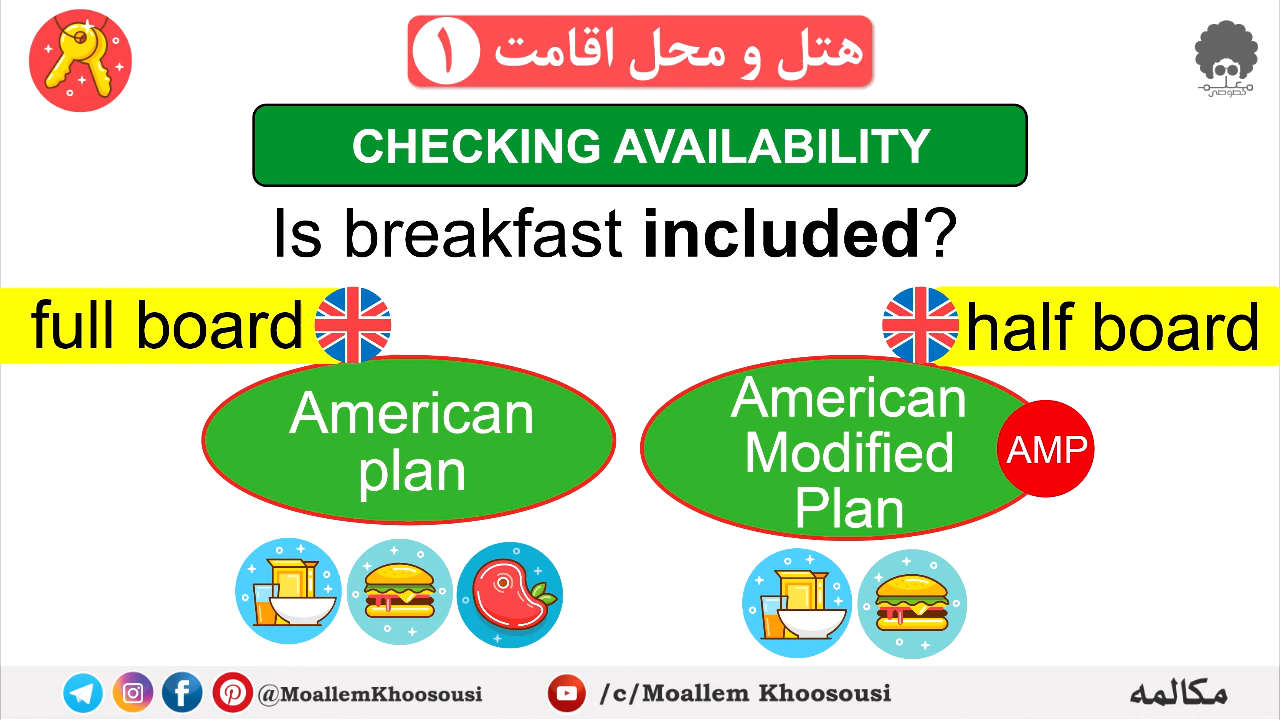 هتل و محل اقامت ۱
CHECKING AVAILABILITY
Is breakfast included?
full board
half board
American
plan
American
Modified
Plan
AMP
@MoallemKhoosousi
/c/Moallem Khoosousi
مکالمه